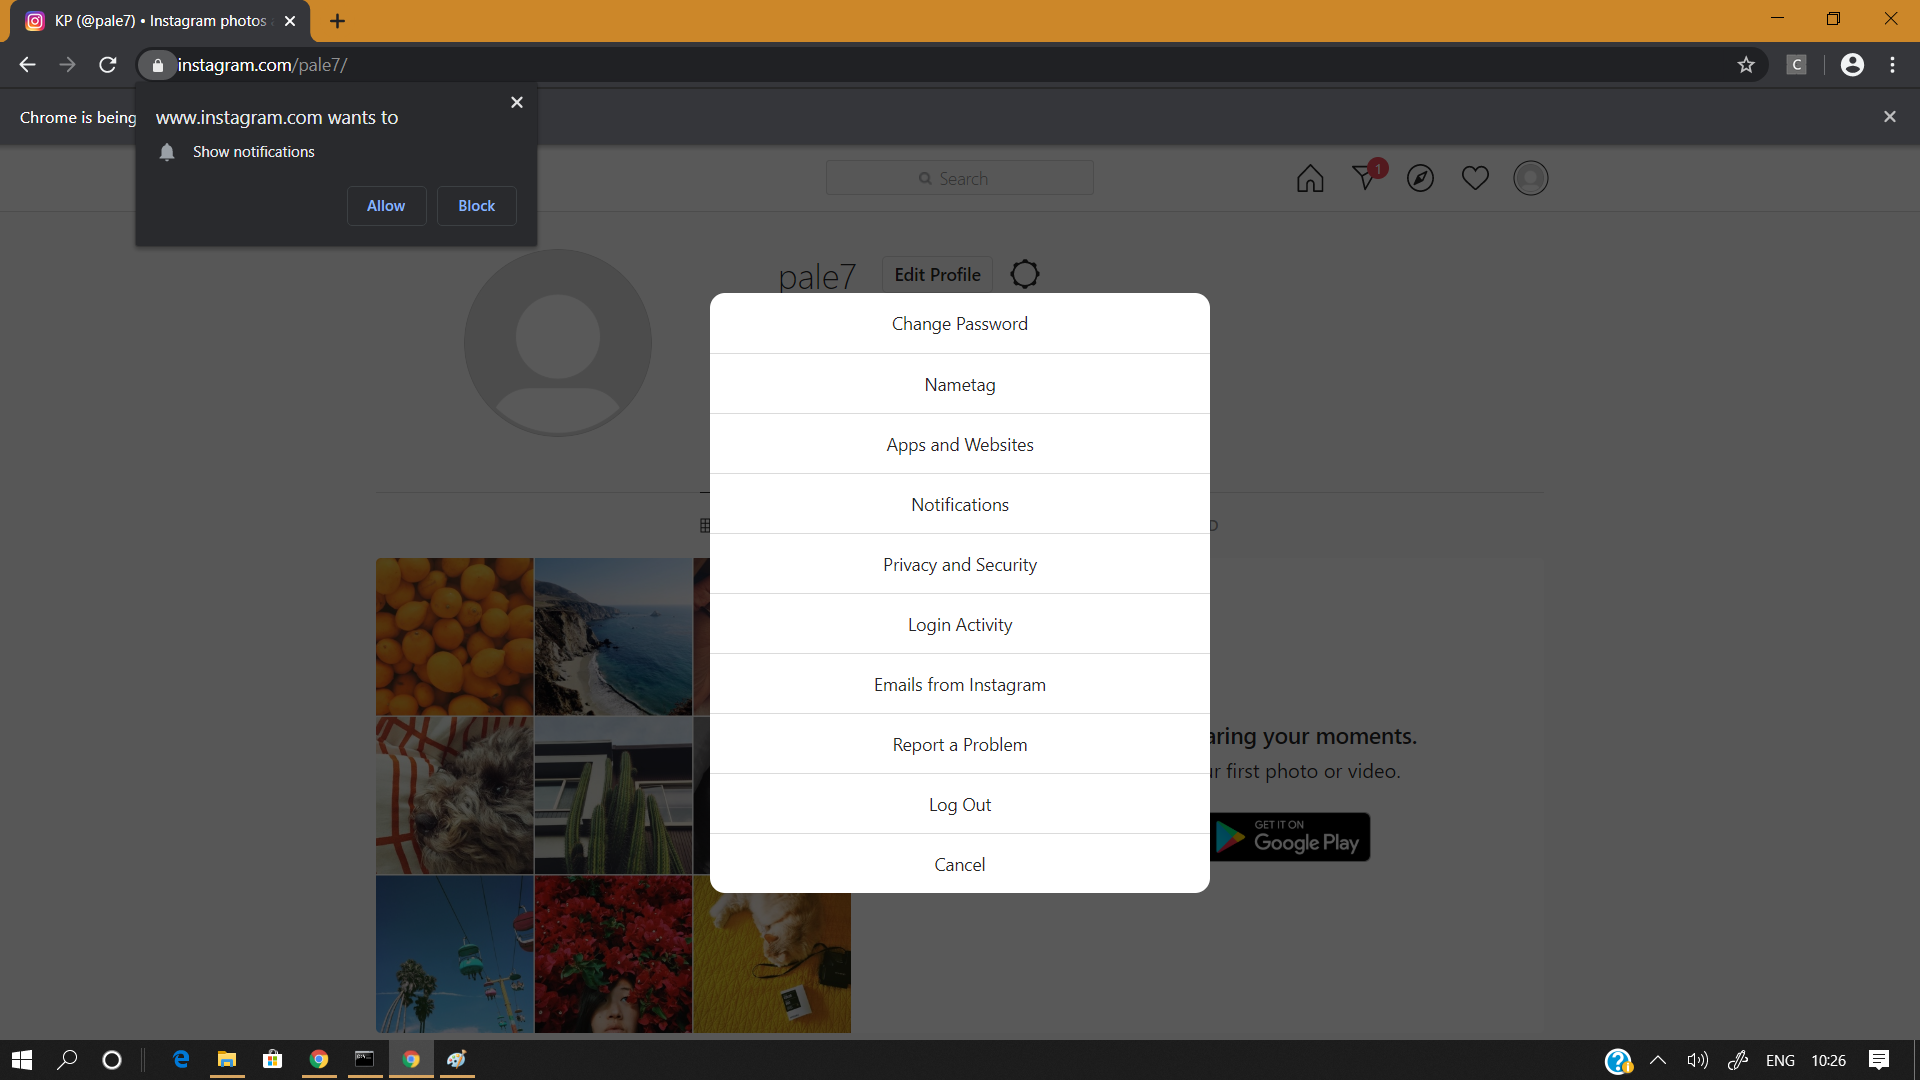 KP (@pale7) • Instagram photos
instagram.com/pale7/
C
Chrome is being
www.instagram.com wants to
Show notifications
Allow
Block
Search
1
pale7
Edit Profile
Change Password
Nametag
Apps and Websites
Notifications
Privacy and Security
Login Activity
Emails from Instagram
Report a Problem
Log Out
Cancel
aring your moments.
r first photo or video.
GET IT ON
Google Play
ENG
10:26